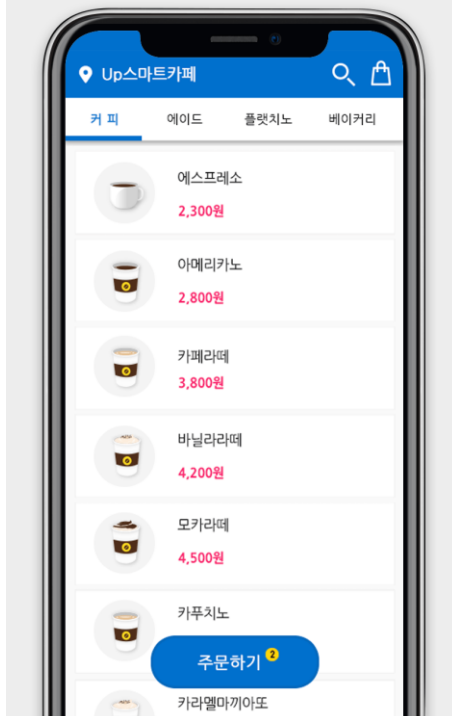 Up스마트카페
커 피
에이드
플랫치노
베이커리
에스프레소
2,300원
아메리카노
2,800원
카페라떼
3,800원
바닐라라떼
4,200원
모카라떼
4,500원
카푸치노
주문하기 2
카라멜마끼아또